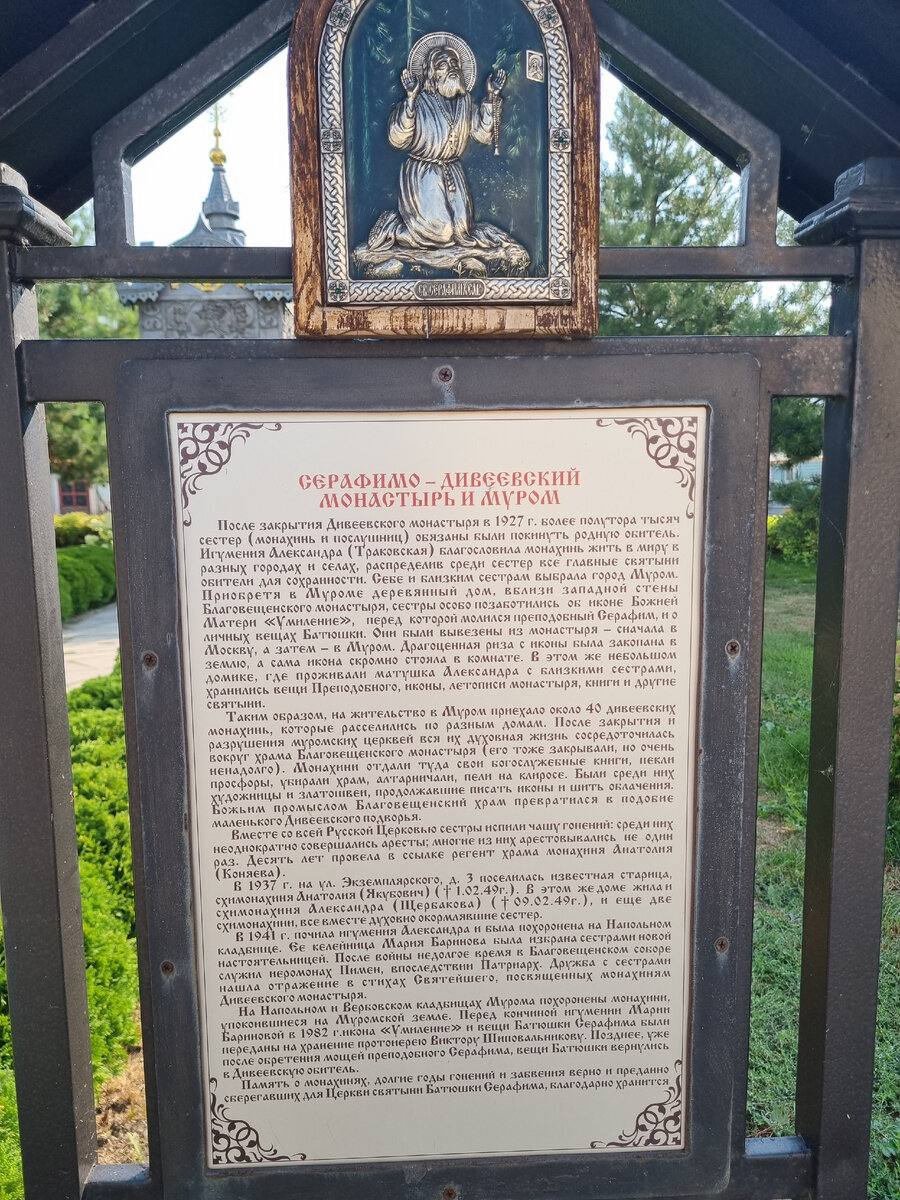 СВ. СЕРАФИМ САР.
СЕРАФИМО – ДИВЕЕВСКИЙ
МОНАСТЫРЬ И МУРОМ
После закрытия Дивеевского монастыря в 1927 г. более полутора тысяч
сестер (монахинь и послушниц) обязаны были покинуть родную обитель.
Игумения Александра (Траковская) благословила монахинь жить в миру в
разных городах и селах, распределив среди сестер все главные святыни
обители для сохранности. Себе и близким сестрам выбрала город Муром.
Приобретя в Муроме деревянный дом, вблизи западной стены
Благовещенского монастыря, сестры особо позаботились об иконе Божией
Матери «Умиление», перед которой молился преподобный Серафим, и о
личных вещах Батюшки. Они были вывезены из монастыря – сначала в
Москву, а затем – в Муром. Драгоценная риза с иконы была закопана в
землю, а сама икона скромно стояла в комнате. В этом же небольшом
домике, где проживали матушка Александра с близкими сестрами,
хранились вещи Преподобного, иконы, летописи монастыря, книги и другие
святыни.
Таким образом, на жительство в Муром приехало около 40 дивеевских
монахинь, которые расселились по разным домам. После закрытия и
разрушения муромских церквей вся их духовная жизнь сосредоточилась
вокруг храма Благовещенского монастыря (его тоже закрывали, но очень
ненадолго). Монахини отдали туда свои богослужебные книги, пекли
просфоры, убирали храм, алтарничали, пели на клиросе. Были среди них
художницы и златошвеи, продолжавшие писать иконы и шить облачения.
Божьим промыслом Благовещенский храм превратился в подобие
маленького Дивеевского подворья.
Вместе со всей Русской Церковью сестры испили чашу гонений: среди них
неоднократно совершались аресты; многие из них арестовывались не один
раз. Десять лет провела в ссылке регент храма монахиня Анатолия
(Коняева).
В 1937 г. на ул. Экземплярского, д. 3 поселилась известная старица,
схимонахиня Анатолия (Якубович) († 1.02.49г.). В этом же доме жила и
схимонахиня Александра (Щербакова) († 09.02.49г.), и еще две
схимонахини, все вместе духовно окормлявшие сестер.
В 1941 г. почила игумения Александра и была похоронена на Напольном
кладбище. Ее келейница Мария Баринова была избрана сестрами новой
настоятельницей. После войны недолгое время в Благовещенском соборе
служил иеромонах Пимен, впоследствии Патриарх. Дружба с сестрами
нашла отражение в стихах Святейшего, посвященных монахиням
Дивеевского монастыря.
На Напольном и Вербовском кладбищах Мурома похоронены монахини,
упокоившиеся на Муромской земле. Перед кончиной игумении Марии
Бариновой в 1982 г.икона «Умиление» и вещи Батюшки Серафима были
переданы на хранение протоиерею Виктору Шиповальникову. Позднее, уже
после обретения мощей преподобного Серафима, вещи Батюшки вернулись
в Дивеевскую обитель.
Память о монахинях, долгие годы гонений и забвения верно и преданно
сберегавших для Церкви святыни Батюшки Серафима, благодарно хранится